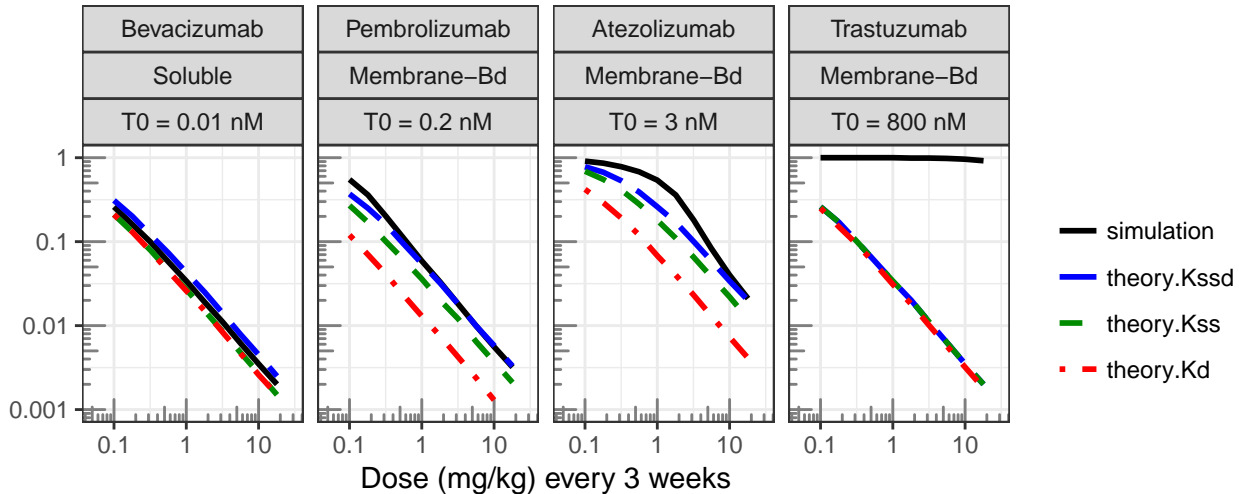 Bevacizumab
Soluble
T0 = 0.01 nM
Pembrolizumab
Membrane−Bd
T0 = 0.2 nM
Atezolizumab
Membrane−Bd
T0 = 3 nM
Trastuzumab
Membrane−Bd
T0 = 800 nM
1
0.1
0.01
0.001
0.1 1 10
0.1 1 10
0.1 1 10
0.1 1 10
Dose (mg/kg) every 3 weeks
simulation
theory.Kssd
theory.Kss
theory.Kd